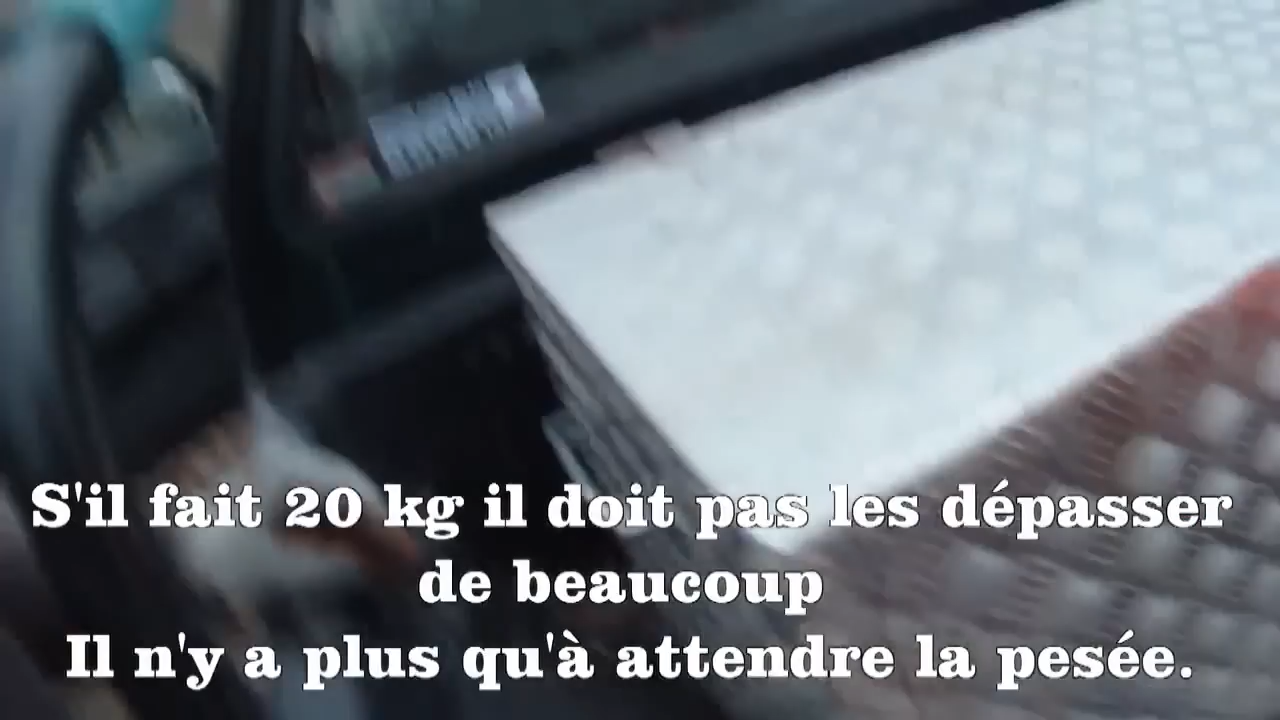 S'il fait 20 kg il doit pas les dépasser
de beaucoup
Il n'y a plus qu'à attendre la pesée.